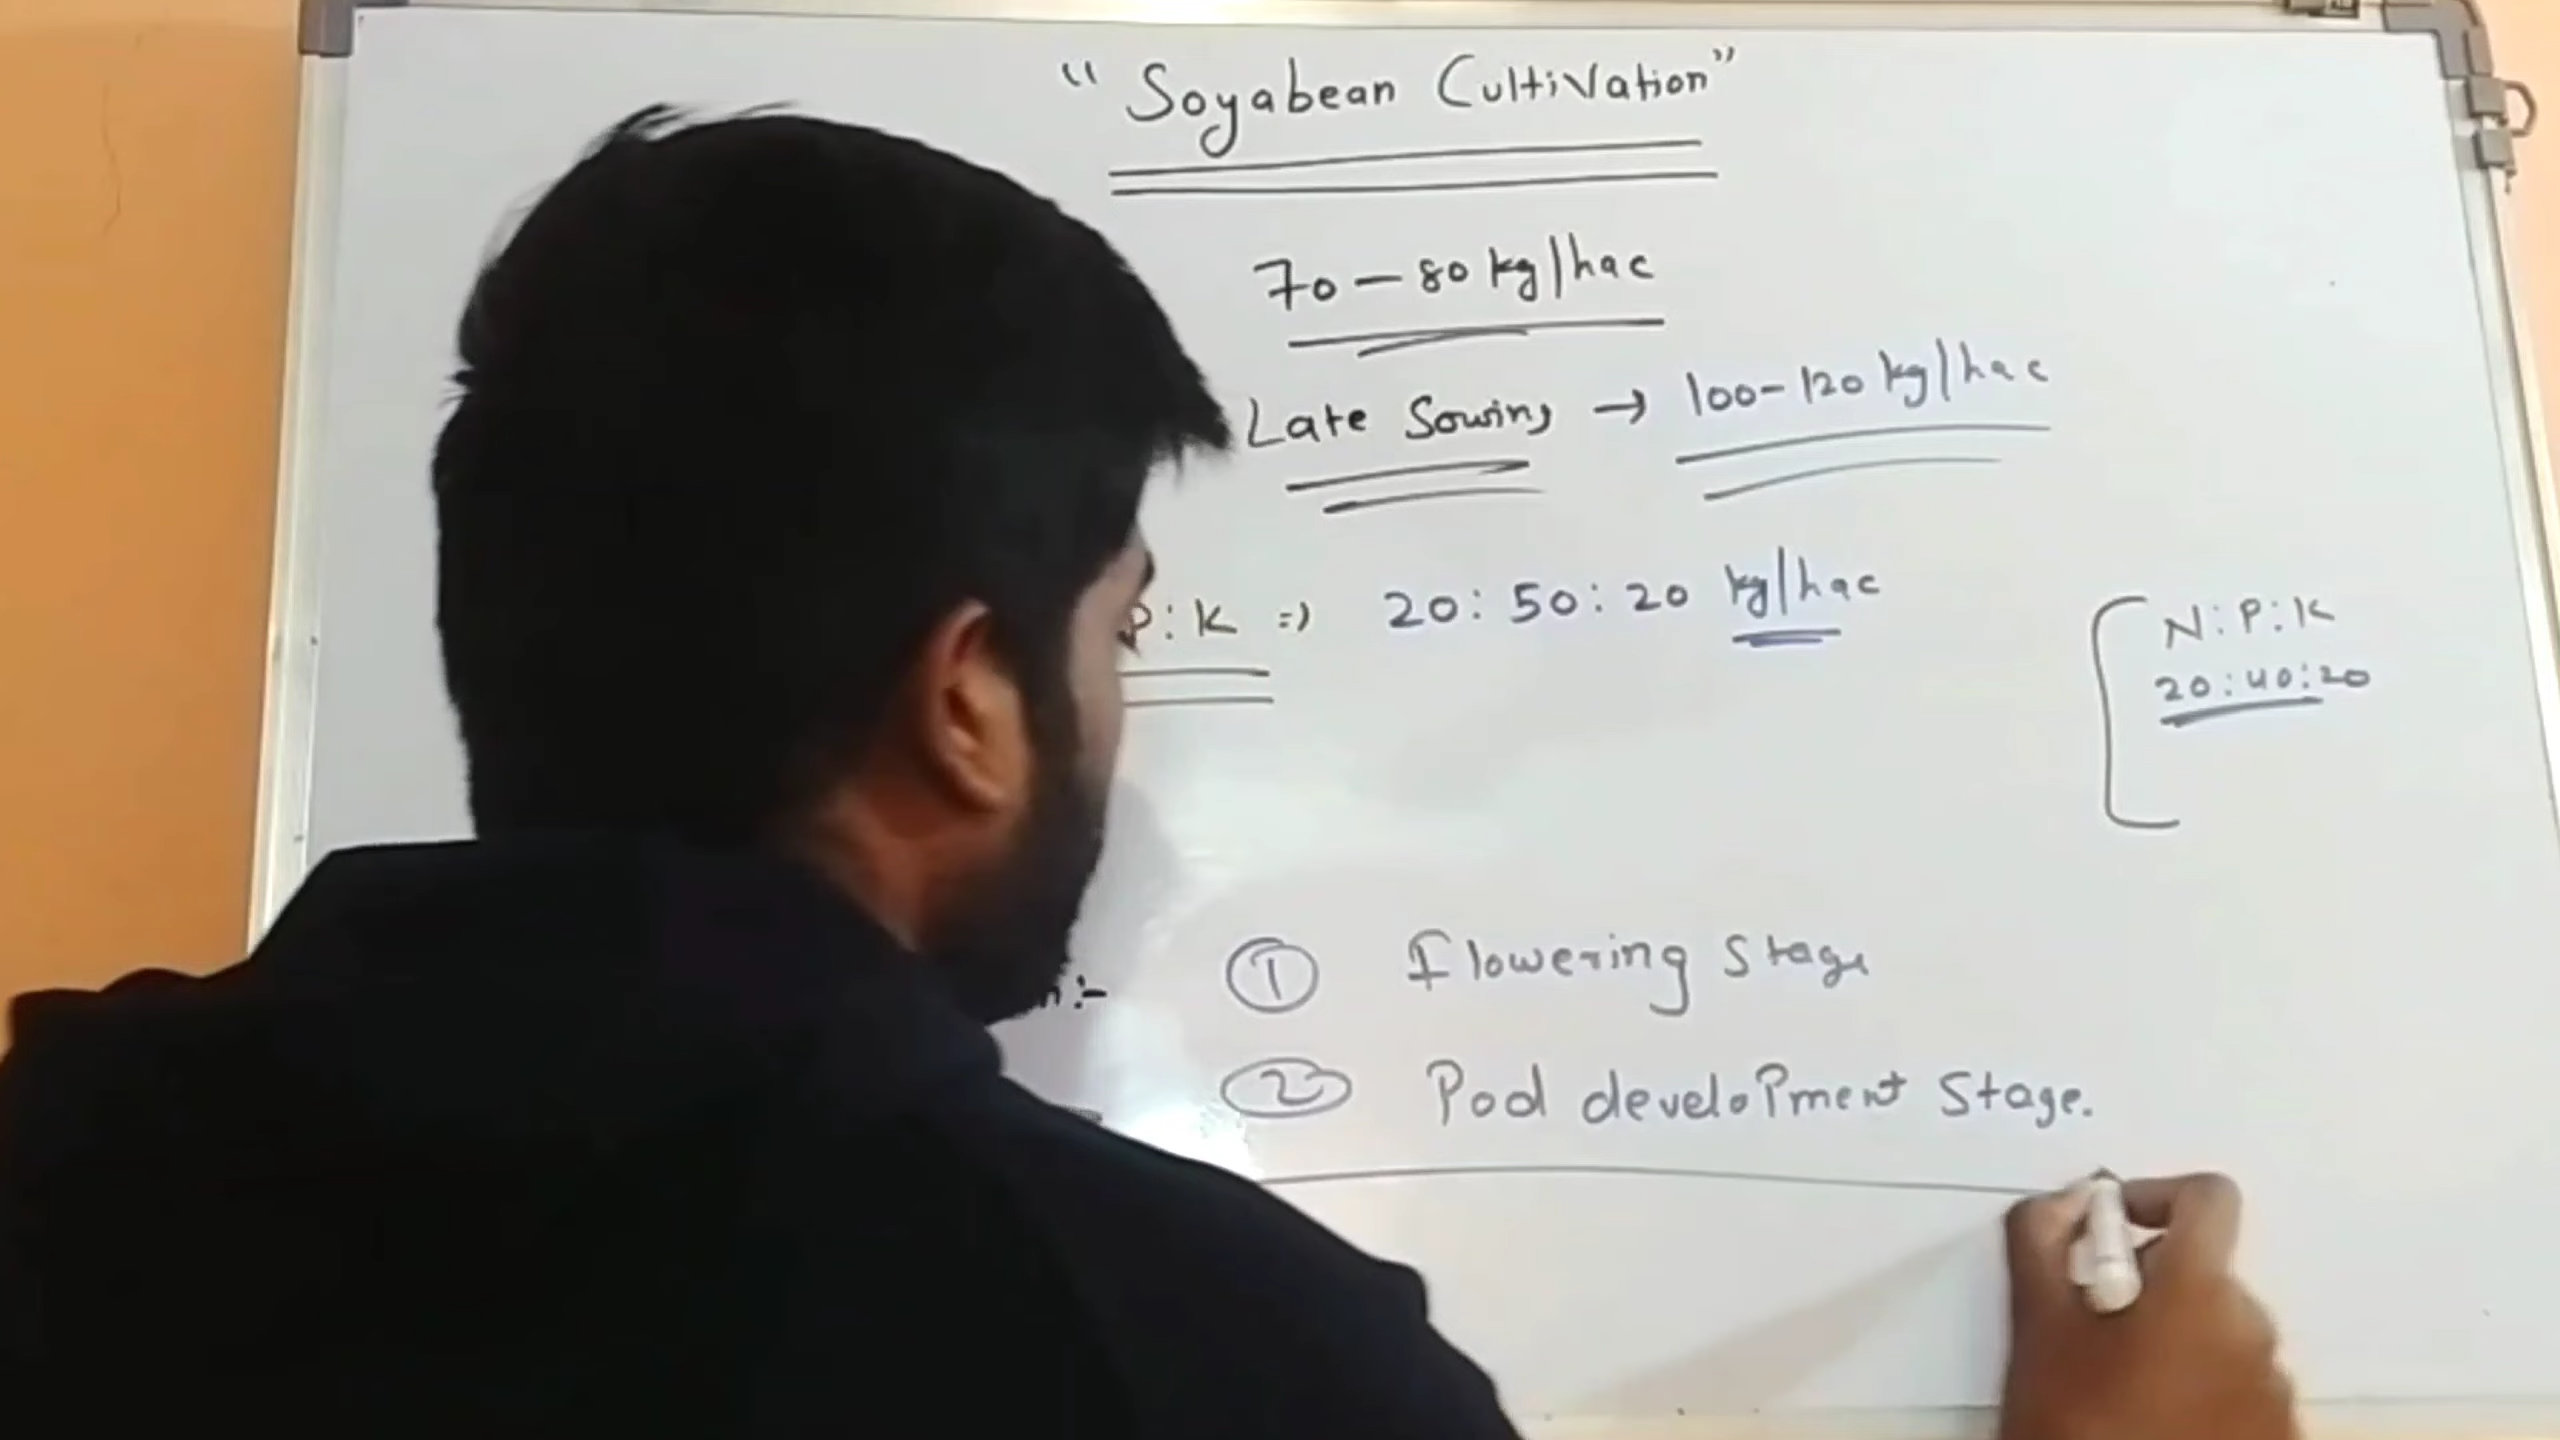 "Soyabean Cultivation"
70 - 80 kg/hac
Late Sowing → 100-120 kg/hac
P:K => 20:50:20 kg/hac
N:P:K
20:40:20
① Flowering Stage
② Pod development Stage.